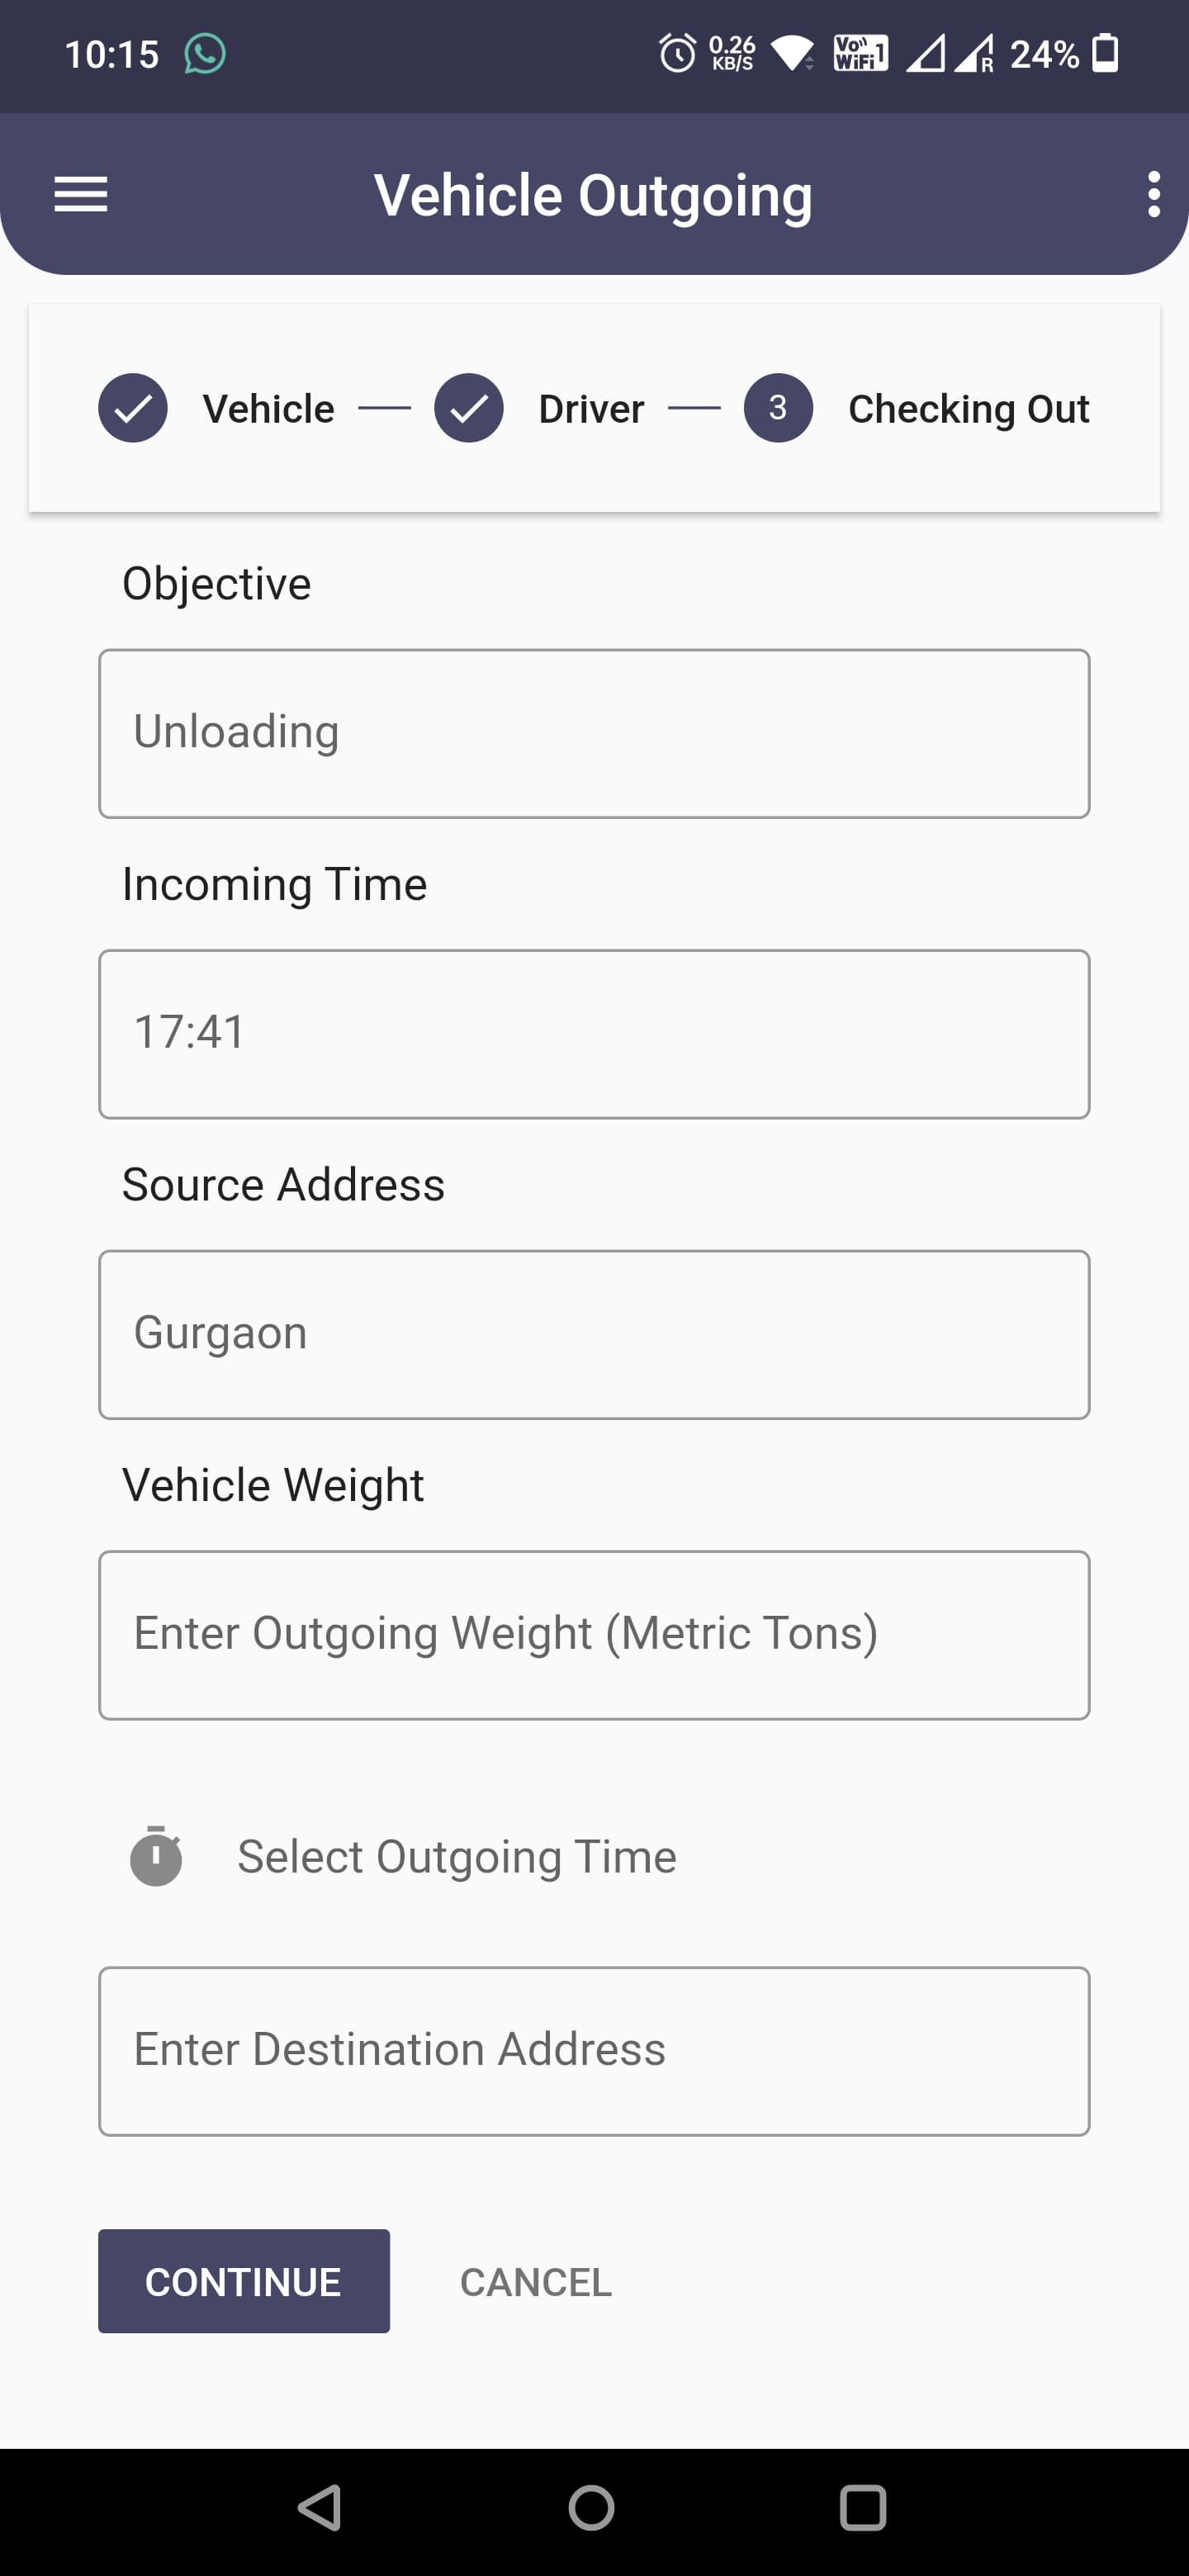 10:15 0.26 KB/S Vo WiFi 1 R 24%
Vehicle Outgoing
Vehicle Driver 3 Checking Out
Objective
Unloading
Incoming Time
17:41
Source Address
Gurgaon
Vehicle Weight
Enter Outgoing Weight (Metric Tons)
Select Outgoing Time
Enter Destination Address
CONTINUE CANCEL